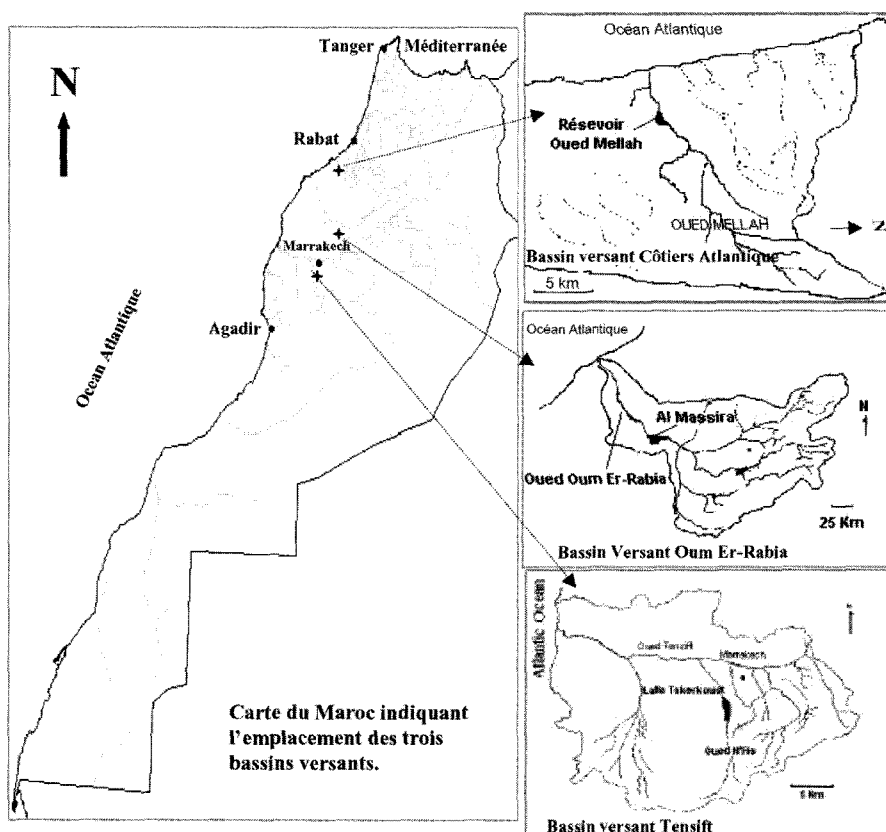 Tanger
Méditerranée
N
Rabat
Marrakech
Agadir
Ocean Atlantique
Carte du Maroc indiquant
l'emplacement des trois
bassins versants.
Océan Atlantique
Résevoir
Oued Mellah
OUED MELLAH
N
Bassin versant Côtiers Atlantique
5 km
Océan Atlantique
Al Massira
N
Oued Oum Er-Rabia
25 Km
Bassin Versant Oum Er-Rabia
Atlantic Ocean
Oued Tensift
Marrakech
Lalla Takerkoust
Oued N'Fis
5 Km
Bassin versant Tensift